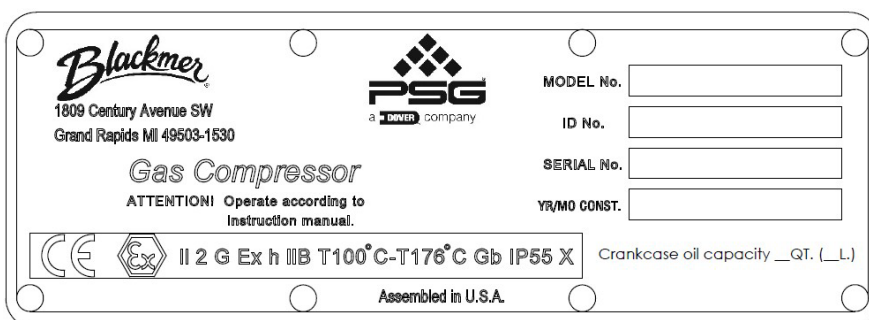 Blackmer
1809 Century Avenue SW
Grand Rapids MI 49503-1530
PSG
a DOVER company
Gas Compressor
ATTENTION! Operate according to
instruction manual.
MODEL No.
ID No.
SERIAL No.
YR/MO CONST.
CE Ex II 2 G Ex h IIB T100°C-T176°C Gb IP55 X
Crankcase oil capacity __QT. (__L.)
Assembled in U.S.A.